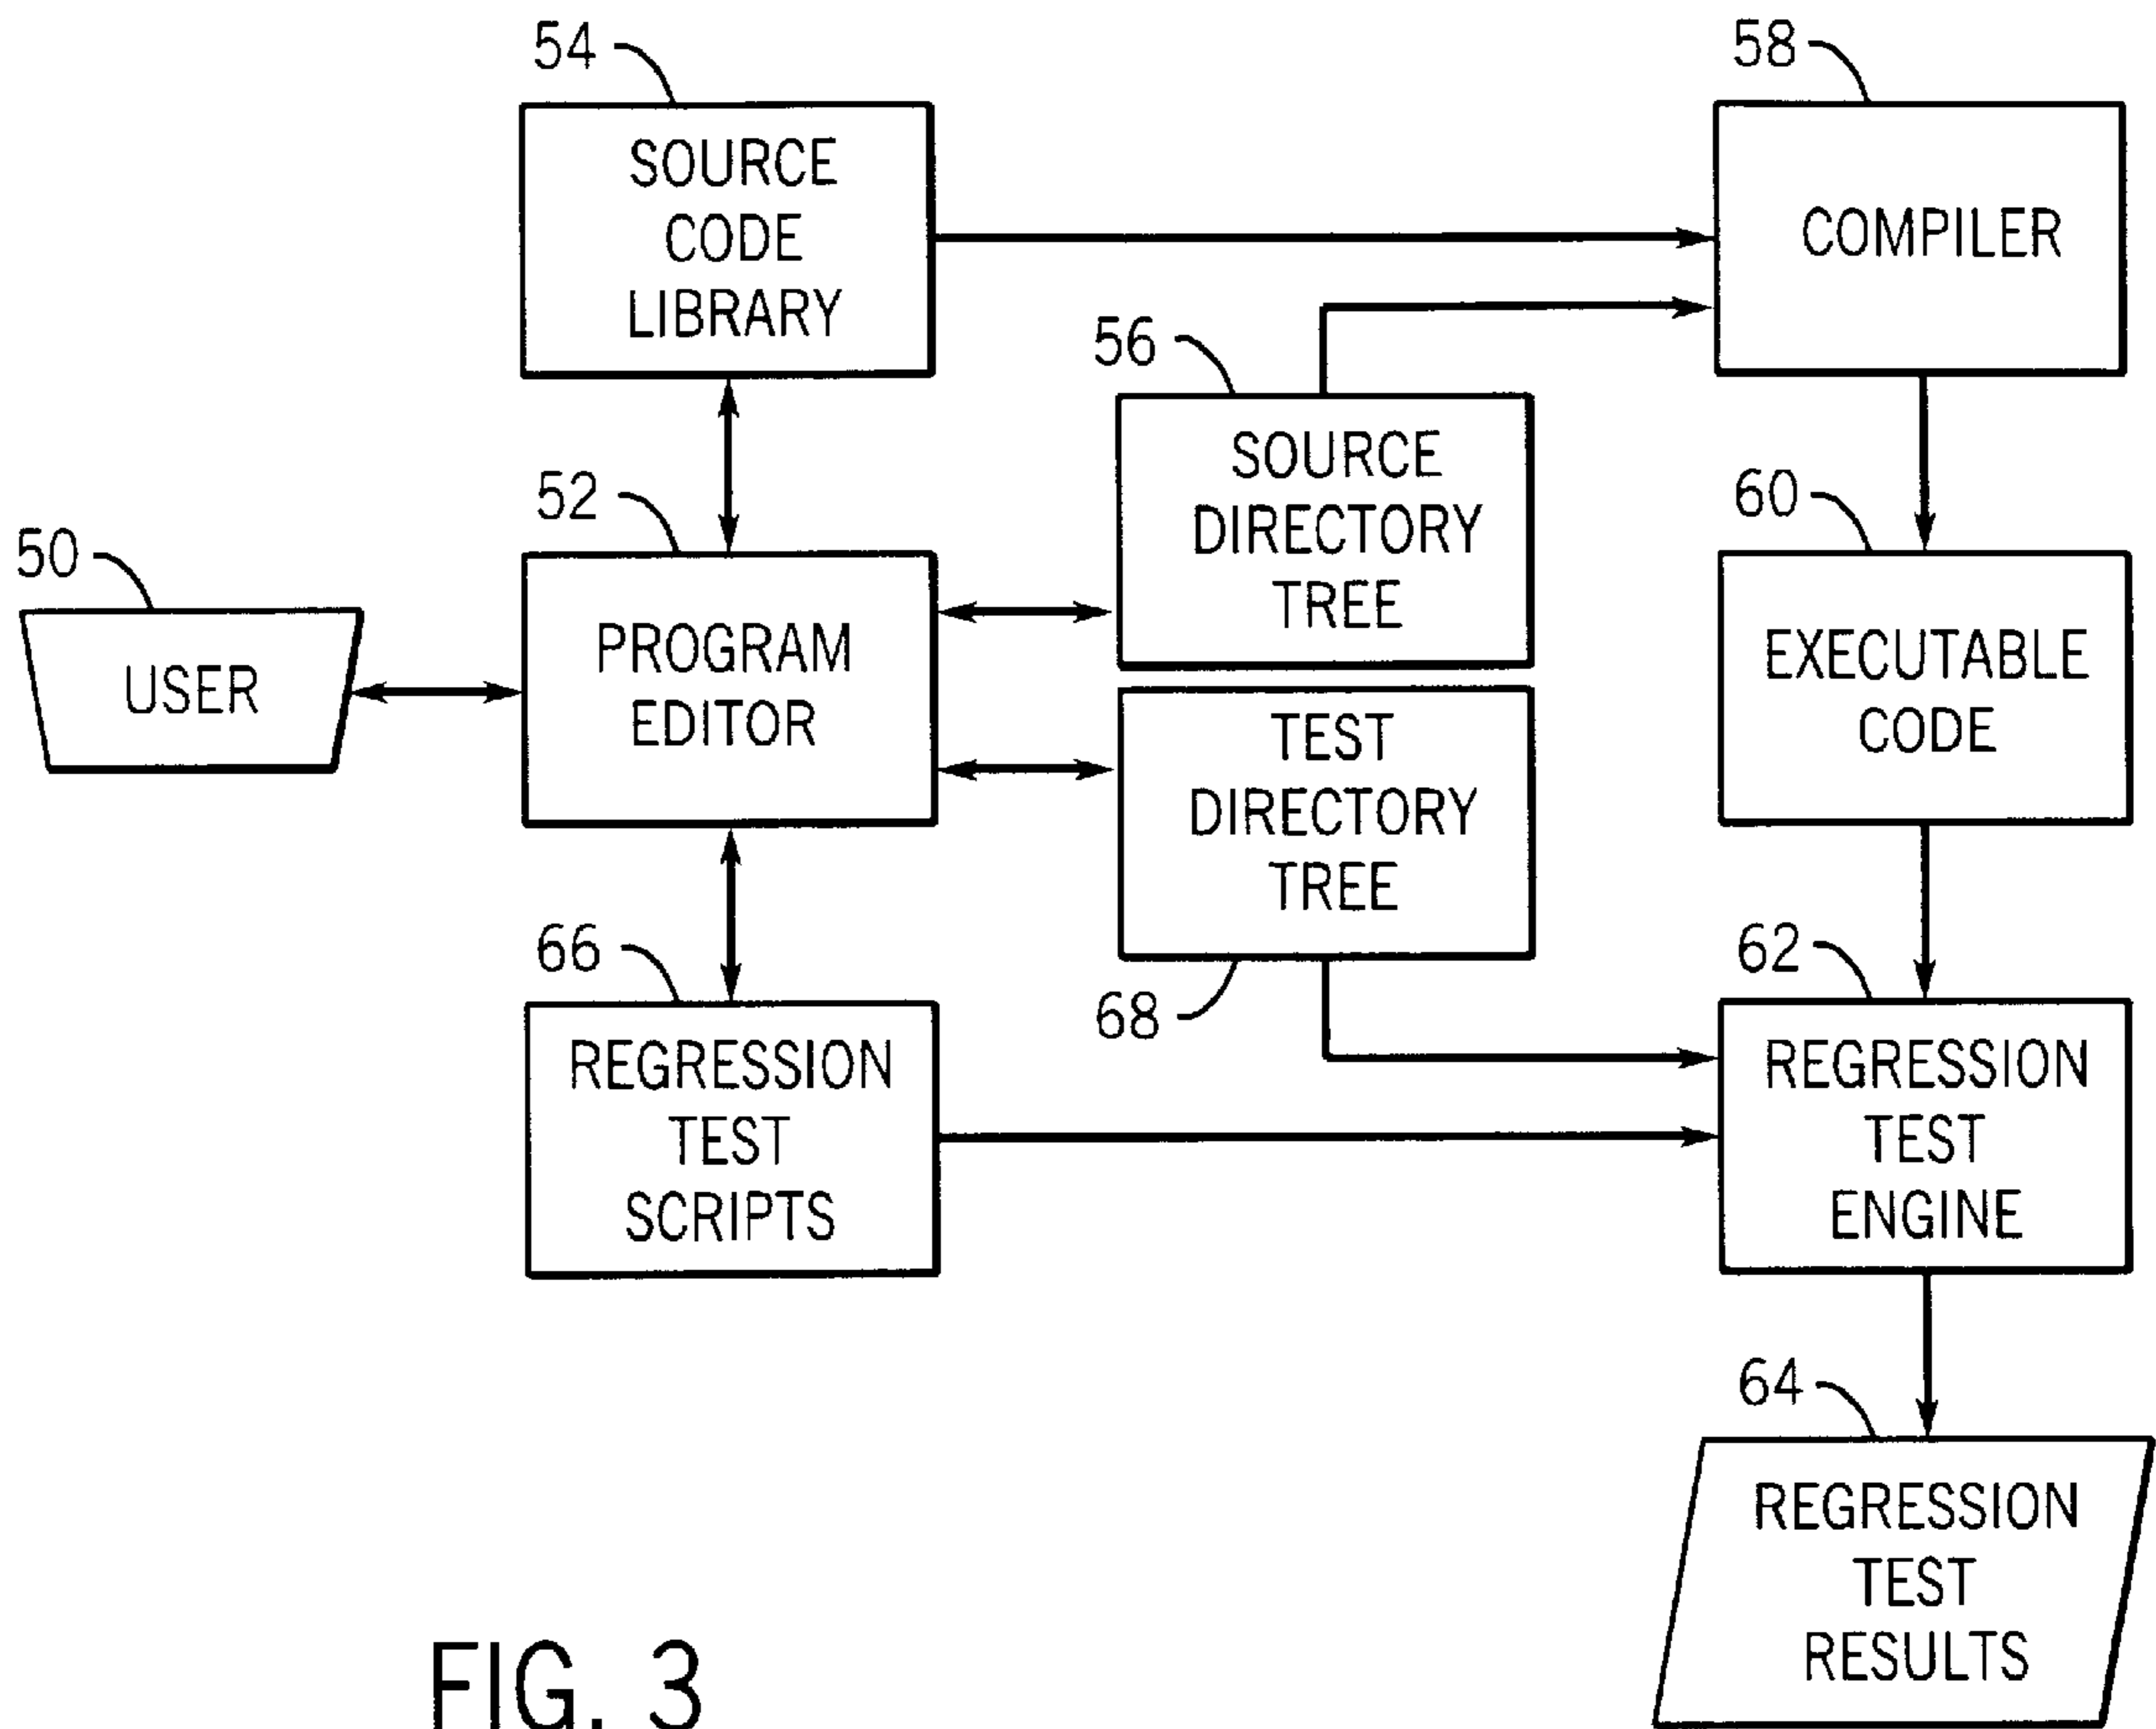 54
SOURCE
CODE
LIBRARY
58
COMPILER
56
SOURCE
DIRECTORY
TREE
52
PROGRAM
EDITOR
50
USER
60
EXECUTABLE
CODE
TEST
DIRECTORY
TREE
68
66
REGRESSION
TEST
SCRIPTS
62
REGRESSION
TEST
ENGINE
64
REGRESSION
TEST
RESULTS
FIG. 3